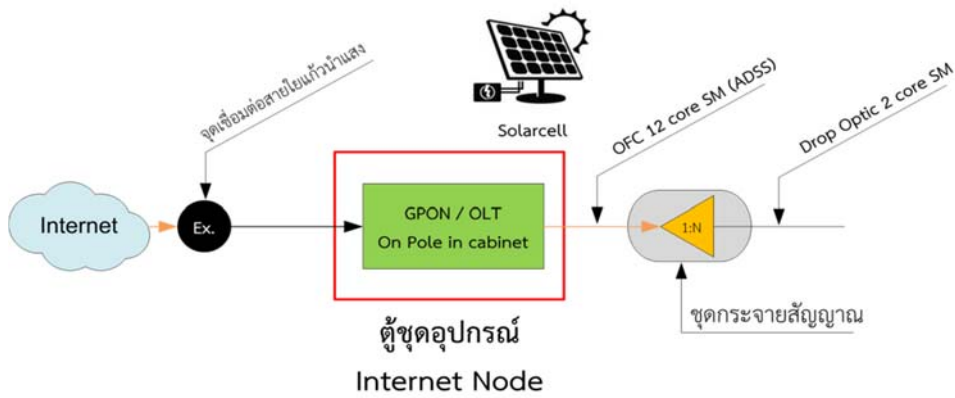 จุดเชื่อมต่อสายใยแก้วนำแสง
Solarcell
OFC 12 core SM (ADSS)
Drop Optic 2 core SM
Internet
Ex.
GPON / OLT
On Pole in cabinet
1:N
ชุดกระจายสัญญาณ
ตู้ชุดอุปกรณ์
Internet Node